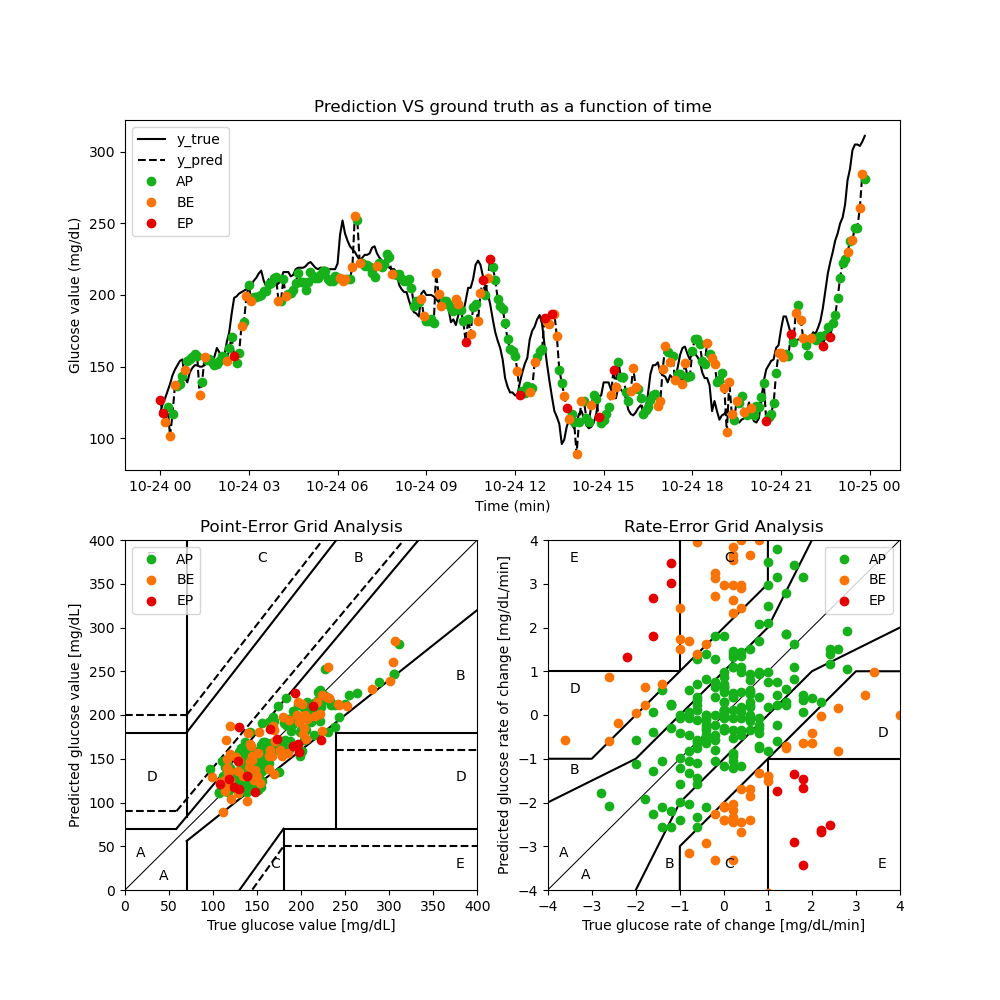 Prediction VS ground truth as a function of time
Glucose value (mg/dL)
300
250
200
150
100
y_true
y_pred
AP
BE
EP
10-24 00 10-24 03 10-24 06 10-24 09 10-24 12 10-24 15 10-24 18 10-24 21 10-25 00
Time (min)
Point-Error Grid Analysis
Predicted glucose value [mg/dL]
400
350
300
250
200
150
100
50
0
AP
BE
EP
E C B
B
D D
A
A C E
0 50 100 150 200 250 300 350 400
True glucose value [mg/dL]
Rate-Error Grid Analysis
Predicted glucose rate of change [mg/dL/min]
4
3
2
1
0
−1
−2
−3
−4
AP
BE
EP
E C
D
D
B
A
A B C E
−4 −3 −2 −1 0 1 2 3 4
True glucose rate of change [mg/dL/min]